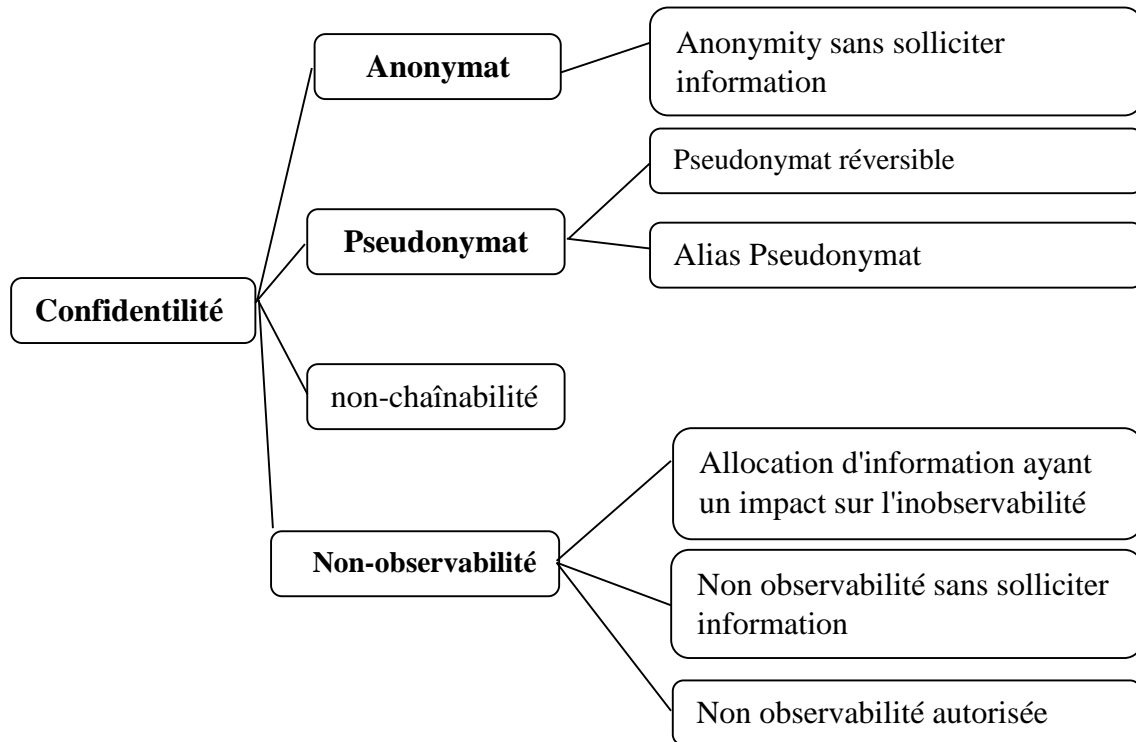 Anonymat
Anonymity sans solliciter
information
Pseudonymat réversible
Pseudonymat
Alias Pseudonymat
Confidentilité
non-chaînabilité
Allocation d'information ayant
un impact sur l'inobservabilité
Non-observabilité
Non observabilité sans solliciter
information
Non observabilité autorisée